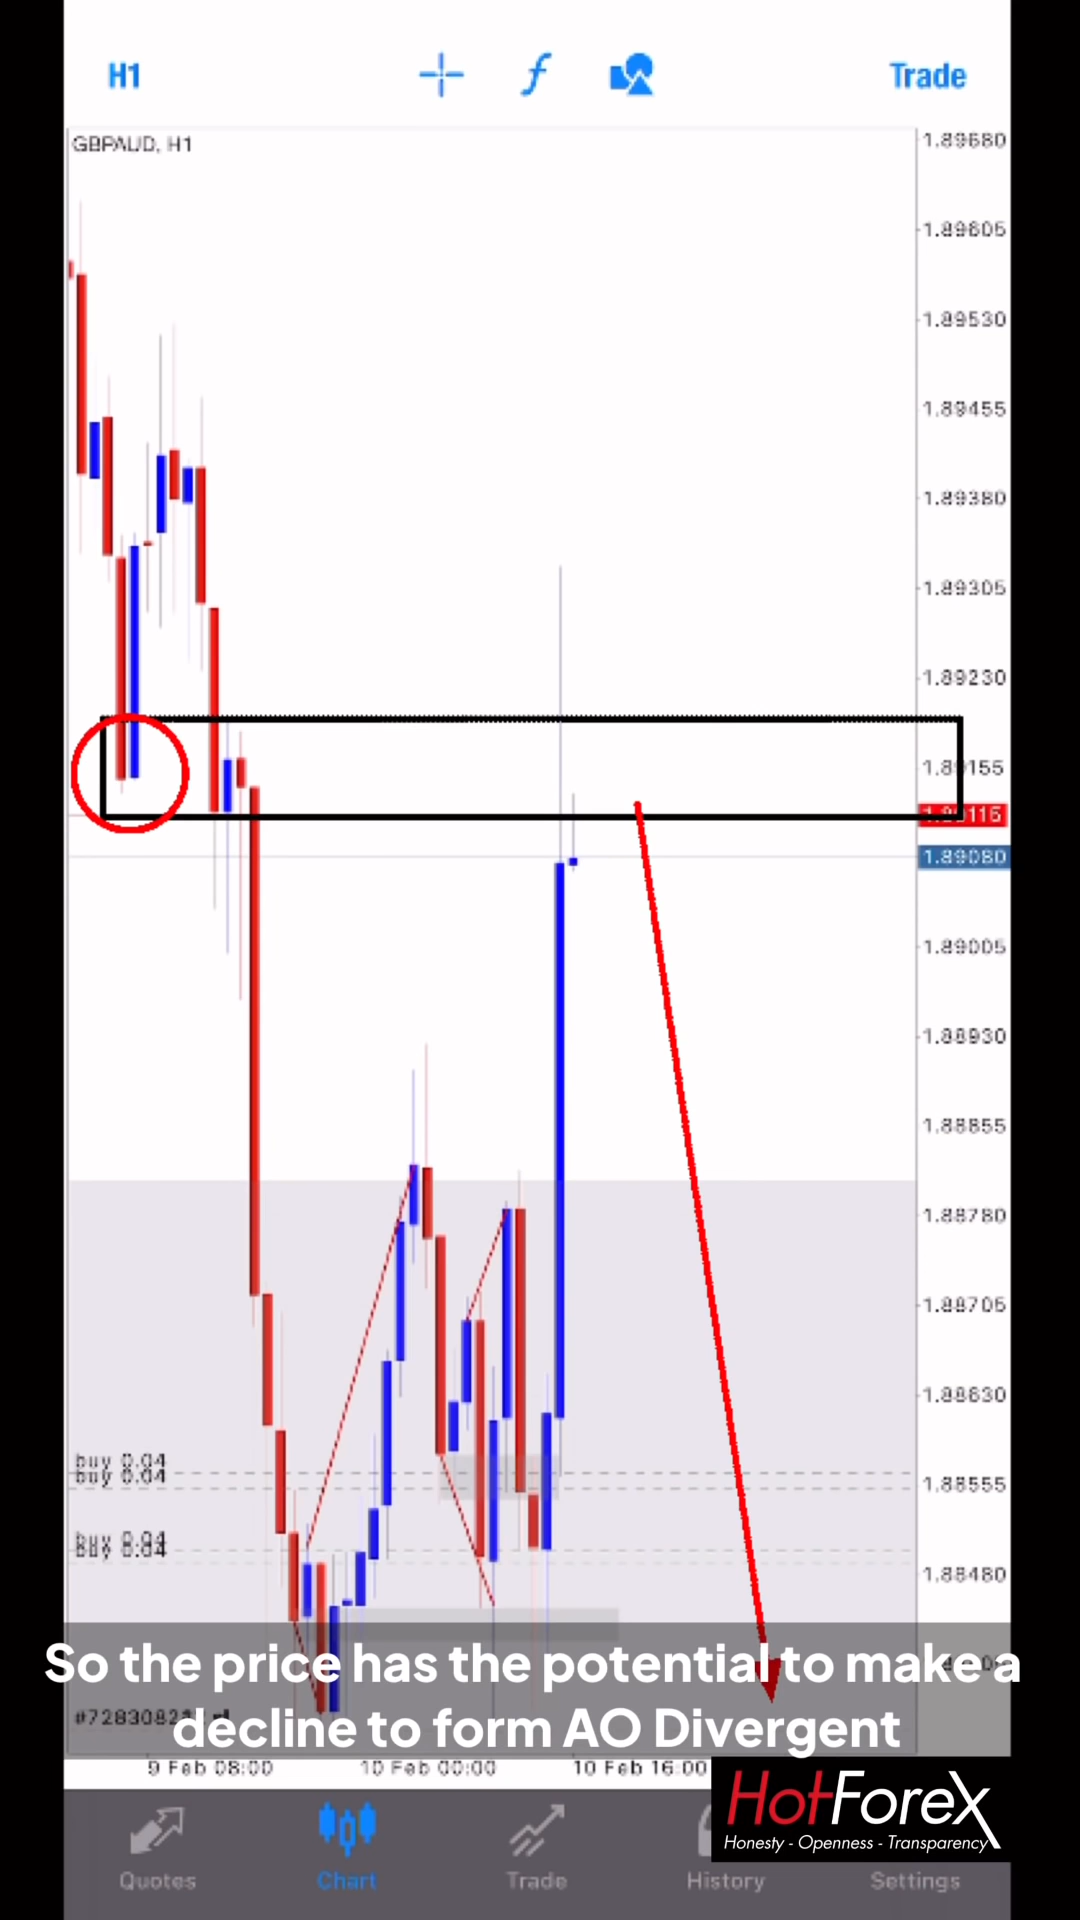 H1
Trade
GBPAUD, H1
1.89680
1.89605
1.89530
1.89455
1.89380
1.89305
1.89230
1.89155
1.89080
1.89005
1.88930
1.88855
1.88780
1.88705
1.88630
buy 0.04
buy 0.04
1.88555
buy 0.04
1.88480
So the price has the potential to make a
decline to form AO Divergent
9 Feb 08:00
10 Feb 00:00
10 Feb 16:00
HotForex
Honesty - Openness - Transparency
Quotes
Chart
Trade
History
Settings